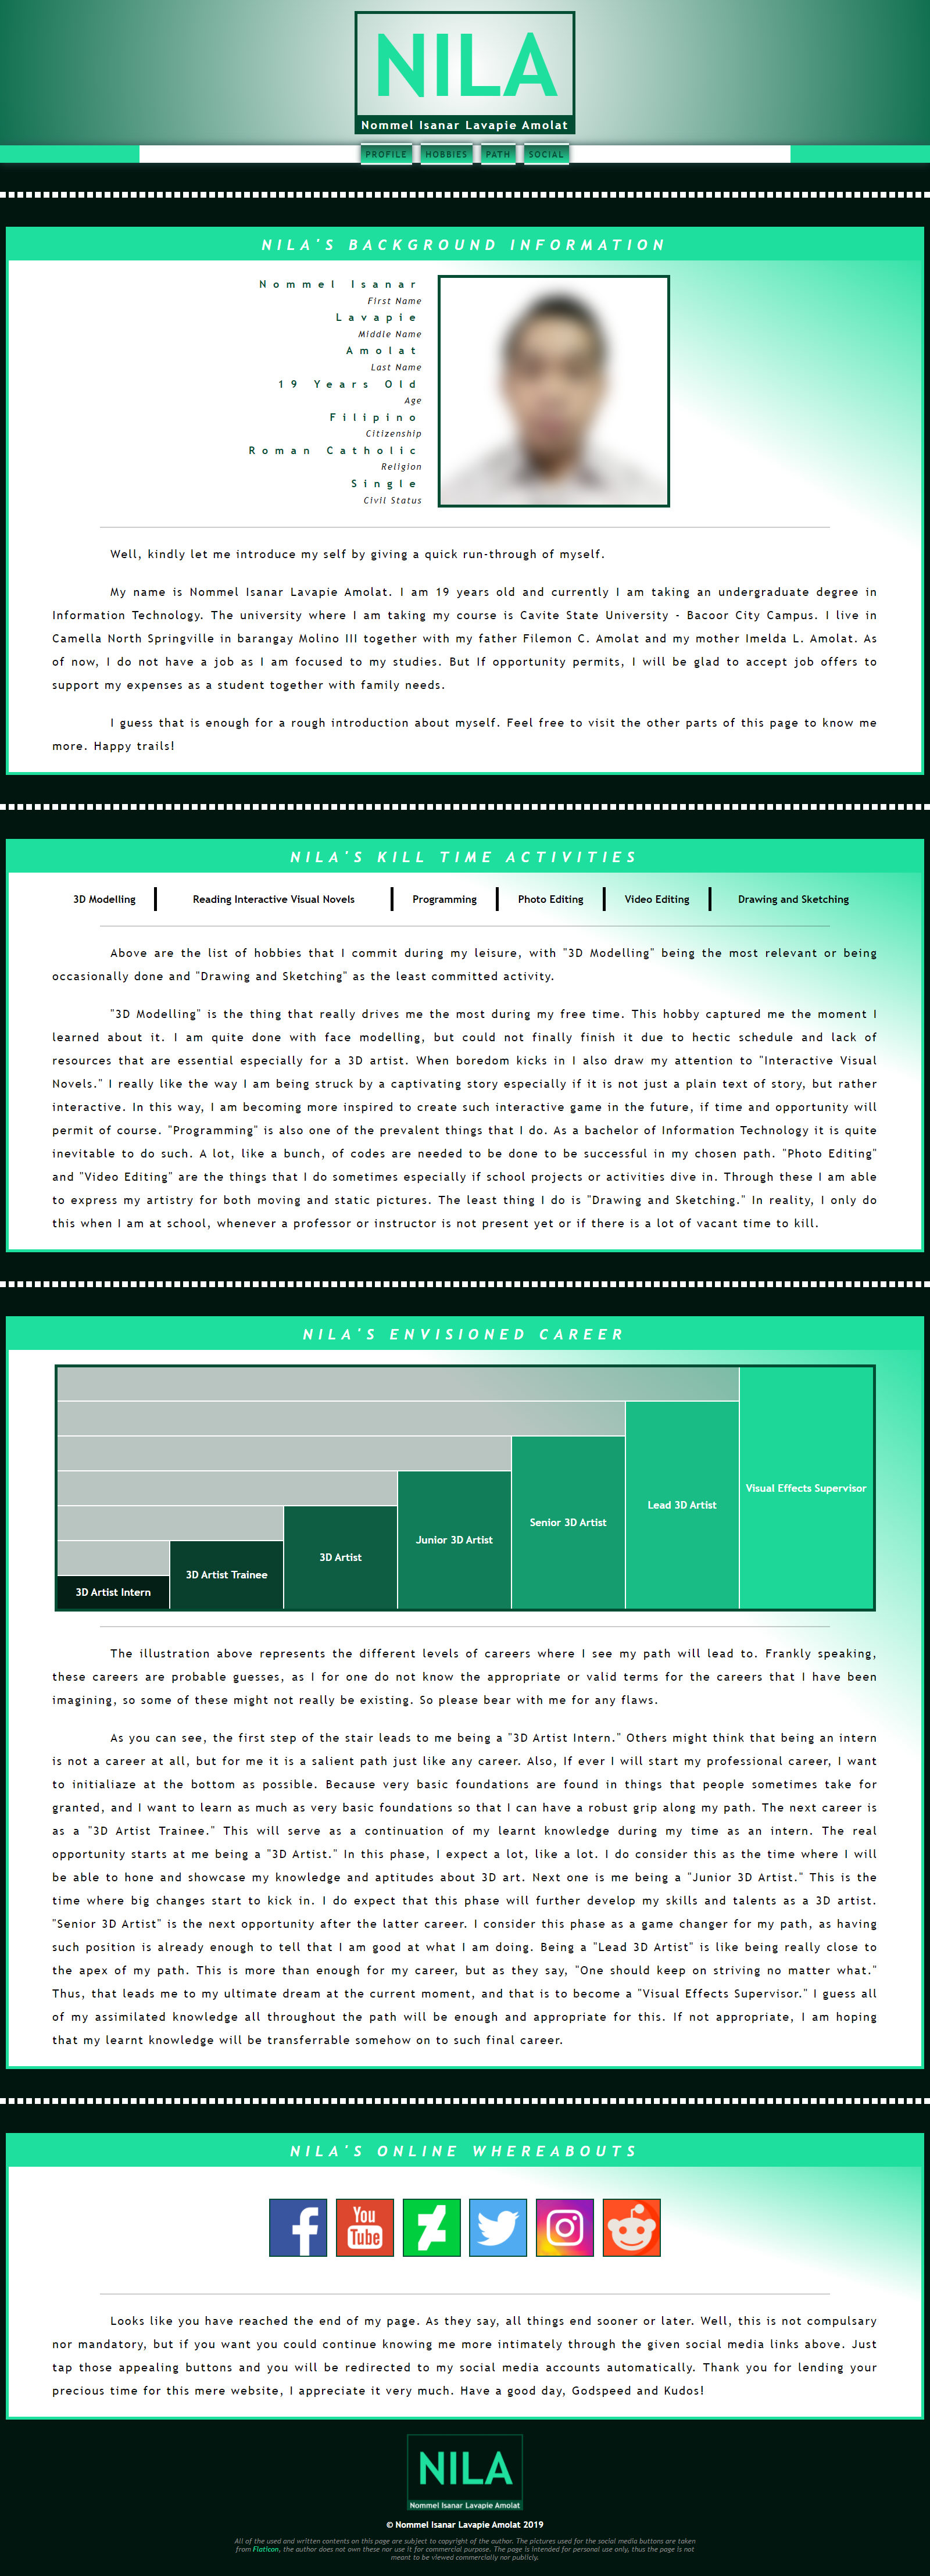 NILA
Nommel Isanar Lavapie Amolat
PROFILE HOBBIES PATH SOCIAL
NILA'S BACKGROUND INFORMATION
Nommel Isanar
First Name
Lavapie
Middle Name
Amolat
Last Name
19 Years Old
Age
Filipino
Citizenship
Roman Catholic
Religion
Single
Civil Status
Well, kindly let me introduce my self by giving a quick run-through of myself.
My name is Nommel Isanar Lavapie Amolat. I am 19 years old and currently I am taking an undergraduate degree in
Information Technology. The university where I am taking my course is Cavite State University - Bacoor City Campus. I live in
Camella North Springville in barangay Molino III together with my father Filemon C. Amolat and my mother Imelda L. Amolat. As
of now, I do not have a job as I am focused to my studies. But If opportunity permits, I will be glad to accept job offers to
support my expenses as a student together with family needs.
I guess that is enough for a rough introduction about myself. Feel free to visit the other parts of this page to know me
more. Happy trails!
NILA'S KILL TIME ACTIVITIES
3D Modelling Reading Interactive Visual Novels Programming Photo Editing Video Editing Drawing and Sketching
Above are the list of hobbies that I commit during my leisure, with "3D Modelling" being the most relevant or being
occasionally done and "Drawing and Sketching" as the least committed activity.
"3D Modelling" is the thing that really drives me the most during my free time. This hobby captured me the moment I
learned about it. I am quite done with face modelling, but could not finally finish it due to hectic schedule and lack of
resources that are essential especially for a 3D artist. When boredom kicks in I also draw my attention to "Interactive Visual
Novels." I really like the way I am being struck by a captivating story especially if it is not just a plain text of story, but rather
interactive. In this way, I am becoming more inspired to create such interactive game in the future, if time and opportunity will
permit of course. "Programming" is also one of the prevalent things that I do. As a bachelor of Information Technology it is quite
inevitable to do such. A lot, like a bunch, of codes are needed to be done to be successful in my chosen path. "Photo Editing"
and "Video Editing" are the things that I do sometimes especially if school projects or activities dive in. Through these I am able
to express my artistry for both moving and static pictures. The least thing I do is "Drawing and Sketching." In reality, I only do
this when I am at school, whenever a professor or instructor is not present yet or if there is a lot of vacant time to kill.
NILA'S ENVISIONED CAREER
3D Artist Intern
3D Artist Trainee
3D Artist
Junior 3D Artist
Senior 3D Artist
Lead 3D Artist
Visual Effects Supervisor
The illustration above represents the different levels of careers where I see my path will lead to. Frankly speaking,
these careers are probable guesses, as I for one do not know the appropriate or valid terms for the careers that I have been
imagining, so some of these might not really be existing. So please bear with me for any flaws.
As you can see, the first step of the stair leads to me being a "3D Artist Intern." Others might think that being an intern
is not a career at all, but for me it is a salient path just like any career. Also, If ever I will start my professional career, I want
to initialiaze at the bottom as possible. Because very basic foundations are found in things that people sometimes take for
granted, and I want to learn as much as very basic foundations so that I can have a robust grip along my path. The next career is
as a "3D Artist Trainee." This will serve as a continuation of my learnt knowledge during my time as an intern. The real
opportunity starts at me being a "3D Artist." In this phase, I expect a lot, like a lot. I do consider this as the time where I will
be able to hone and showcase my knowledge and aptitudes about 3D art. Next one is me being a "Junior 3D Artist." This is the
time where big changes start to kick in. I do expect that this phase will further develop my skills and talents as a 3D artist.
"Senior 3D Artist" is the next opportunity after the latter career. I consider this phase as a game changer for my path, as having
such position is already enough to tell that I am good at what I am doing. Being a "Lead 3D Artist" is like being really close to
the apex of my path. This is more than enough for my career, but as they say, "One should keep on striving no matter what."
Thus, that leads me to my ultimate dream at the current moment, and that is to become a "Visual Effects Supervisor." I guess all
of my assimilated knowledge all throughout the path will be enough and appropriate for this. If not appropriate, I am hoping
that my learnt knowledge will be transferrable somehow on to such final career.
NILA'S ONLINE WHEREABOUTS
You
Tube
Looks like you have reached the end of my page. As they say, all things end sooner or later. Well, this is not compulsary
nor mandatory, but if you want you could continue knowing me more intimately through the given social media links above. Just
tap those appealing buttons and you will be redirected to my social media accounts automatically. Thank you for lending your
precious time for this mere website, I appreciate it very much. Have a good day, Godspeed and Kudos!
NILA
Nommel Isanar Lavapie Amolat
© Nommel Isanar Lavapie Amolat 2019
All of the used and written contents on this page are subject to copyright of the author. The pictures used for the social media buttons are taken
from Flaticon, the author does not own these nor use it for commercial purpose. The page is intended for personal use only, thus the page is not
meant to be viewed commercially nor publicly.